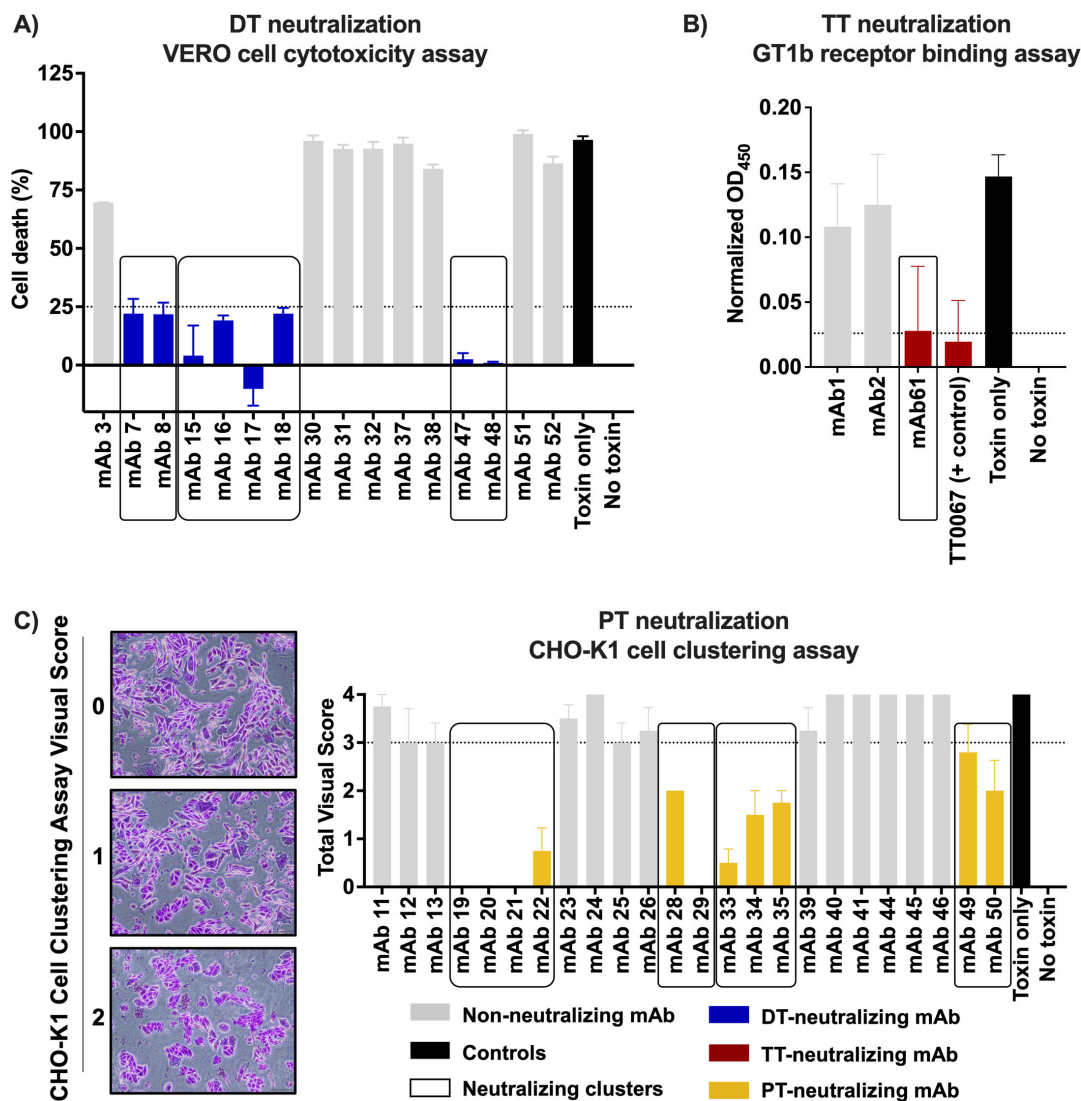 A)
DT neutralization
VERO cell cytotoxicity assay
Cell death (%)
125
100
75
50
25
0
mAb 3
mAb 7
mAb 8
mAb 15
mAb 16
mAb 17
mAb 18
mAb 30
mAb 31
mAb 32
mAb 37
mAb 38
mAb 47
mAb 48
mAb 51
mAb 52
Toxin only
No toxin
B)
TT neutralization
GT1b receptor binding assay
Normalized OD450
0.20
0.15
0.10
0.05
0.00
mAb1
mAb2
mAb61
TT0067 (+ control)
Toxin only
No toxin
C)
CHO-K1 Cell Clustering Assay Visual Score
0
1
2
PT neutralization
CHO-K1 cell clustering assay
Total Visual Score
4
3
2
1
0
mAb 11
mAb 12
mAb 13
mAb 19
mAb 20
mAb 21
mAb 22
mAb 23
mAb 24
mAb 25
mAb 26
mAb 28
mAb 29
mAb 33
mAb 34
mAb 35
mAb 39
mAb 40
mAb 41
mAb 44
mAb 45
mAb 46
mAb 49
mAb 50
Toxin only
No toxin
Non-neutralizing mAb
Controls
Neutralizing clusters
DT-neutralizing mAb
TT-neutralizing mAb
PT-neutralizing mAb